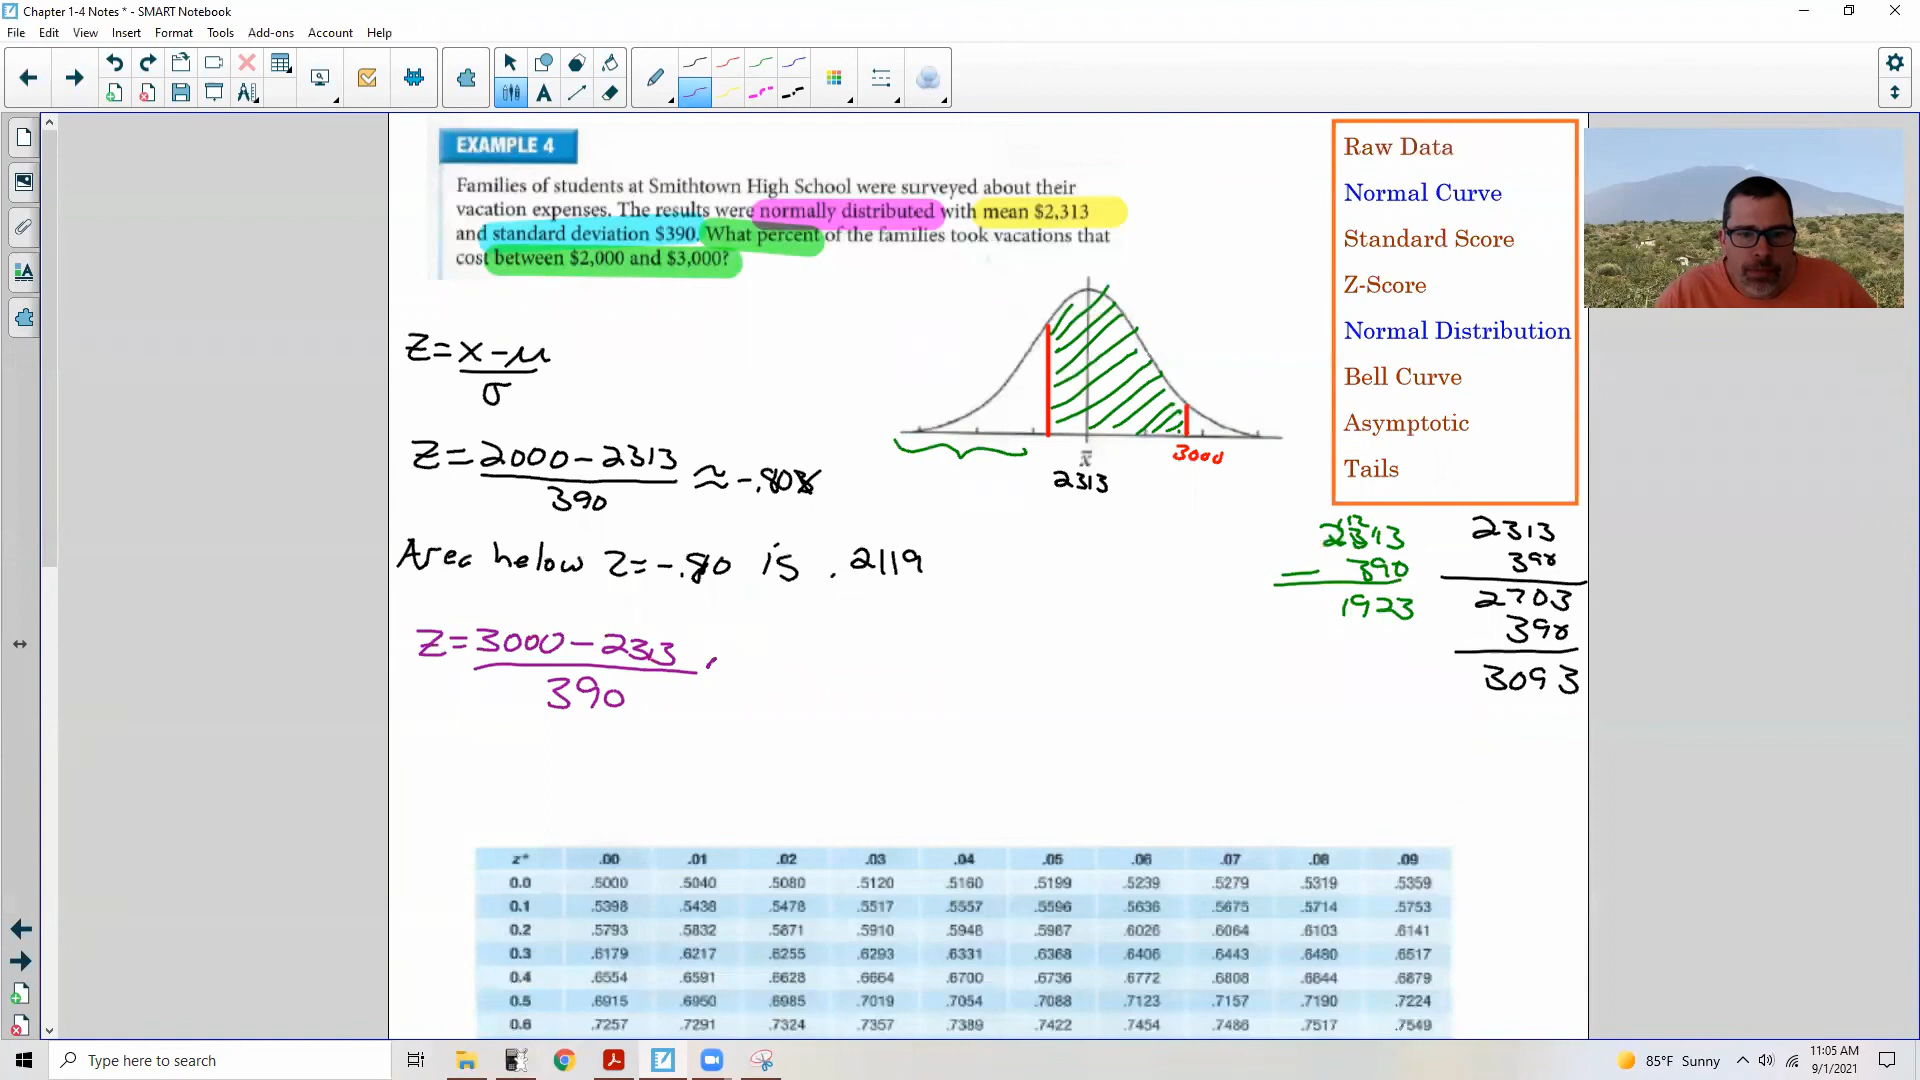 Chapter 1-4 Notes * - SMART Notebook
File Edit View Insert Format Tools Add-ons Account Help
EXAMPLE 4
Families of students at Smithtown High School were surveyed about their
vacation expenses. The results were normally distributed with mean $2,313
and standard deviation $390. What percent of the families took vacations that
cost between $2,000 and $3,000?
Raw Data
Normal Curve
Standard Score
Z-Score
Normal Distribution
Bell Curve
Asymptotic
Tails
x̄
2313
3000
z = x - μ
σ
z = 2000 - 2313
390
≈ -.80
Area below z = -.80 is .2119
z = 3000 - 2313
390
2313
- 390
1923
2313
390
2703
390
3093
z* .00 .01 .02 .03 .04 .05 .06 .07 .08 .09
0.0 .5000 .5040 .5080 .5120 .5160 .5199 .5239 .5279 .5319 .5359
0.1 .5398 .5438 .5478 .5517 .5557 .5596 .5636 .5675 .5714 .5753
0.2 .5793 .5832 .5871 .5910 .5948 .5987 .6026 .6064 .6103 .6141
0.3 .6179 .6217 .6255 .6293 .6331 .6368 .6406 .6443 .6480 .6517
0.4 .6554 .6591 .6628 .6664 .6700 .6736 .6772 .6808 .6844 .6879
0.5 .6915 .6950 .6985 .7019 .7054 .7088 .7123 .7157 .7190 .7224
0.6 .7257 .7291 .7324 .7357 .7389 .7422 .7454 .7486 .7517 .7549
Type here to search
85°F Sunny
11:05 AM
9/1/2021